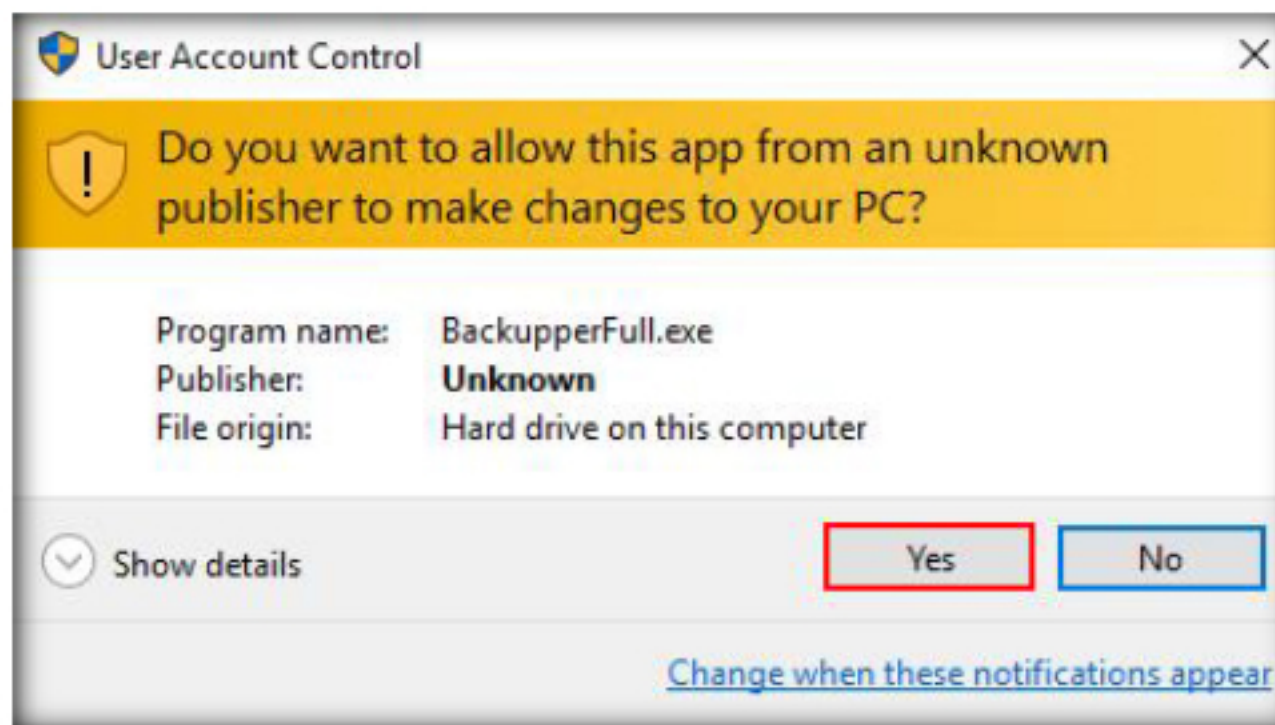 User Account Control
Do you want to allow this app from an unknown
publisher to make changes to your PC?
Program name: BackupperFull.exe
Publisher: Unknown
File origin: Hard drive on this computer
Show details
Yes No
Change when these notifications appear